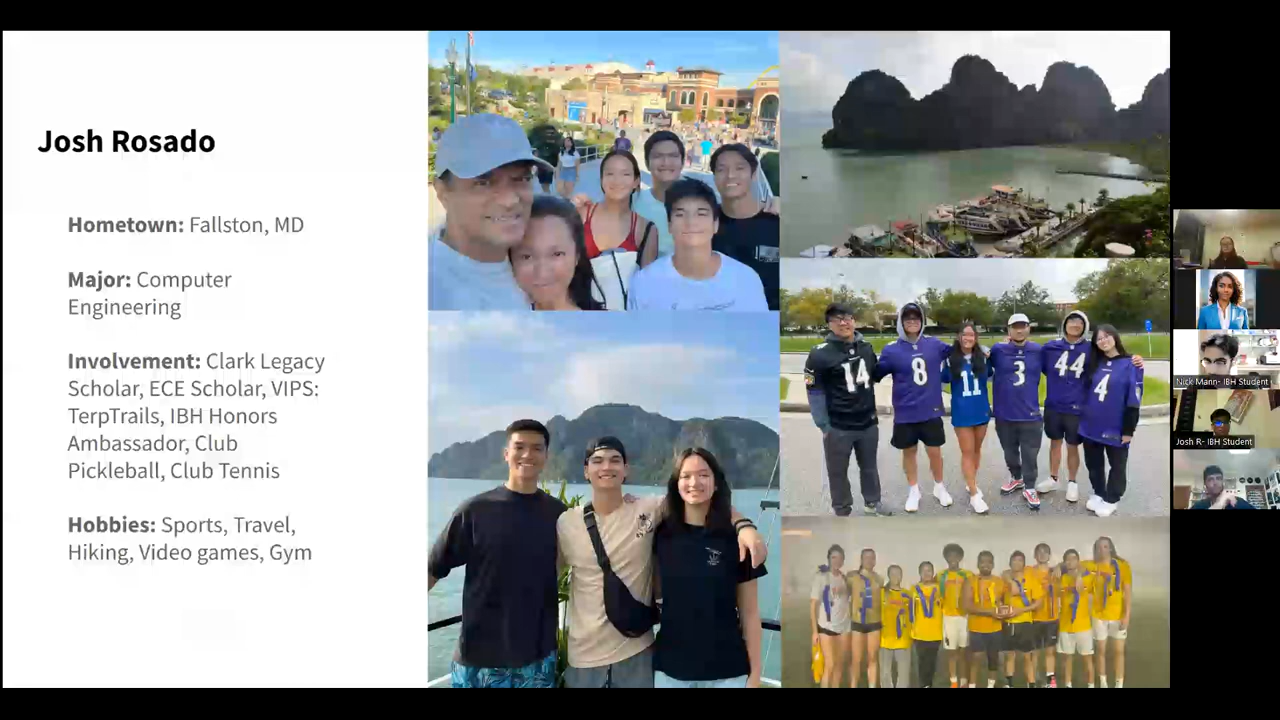 Josh Rosado
Hometown: Fallston, MD
Major: Computer
Engineering
Involvement: Clark Legacy
Scholar, ECE Scholar, VIPS:
TerpTrails, IBH Honors
Ambassador, Club
Pickleball, Club Tennis
Hobbies: Sports, Travel,
Hiking, Video games, Gym
14
8
11
3
44
4
Nick Mann- IBH Student
Josh R- IBH Student